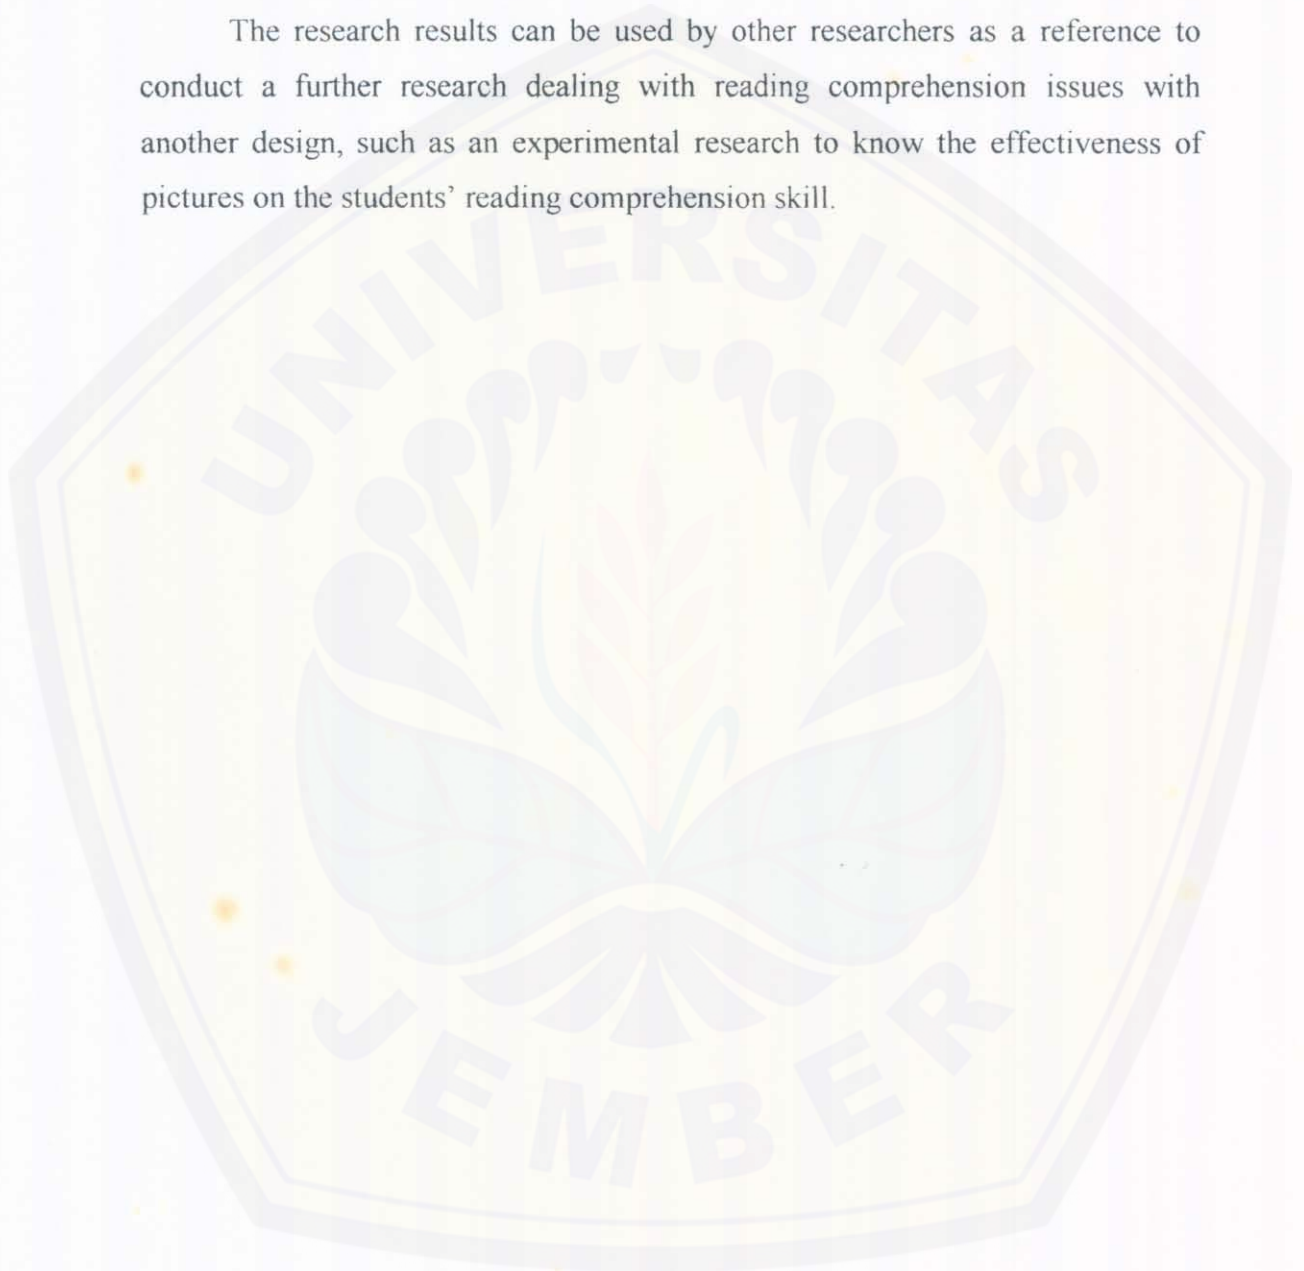 The research results can be used by other researchers as a reference to
conduct a further research dealing with reading comprehension issues with
another design, such as an experimental research to know the effectiveness of
pictures on the students’ reading comprehension skill.
UNIVERSITAS
JEMBER